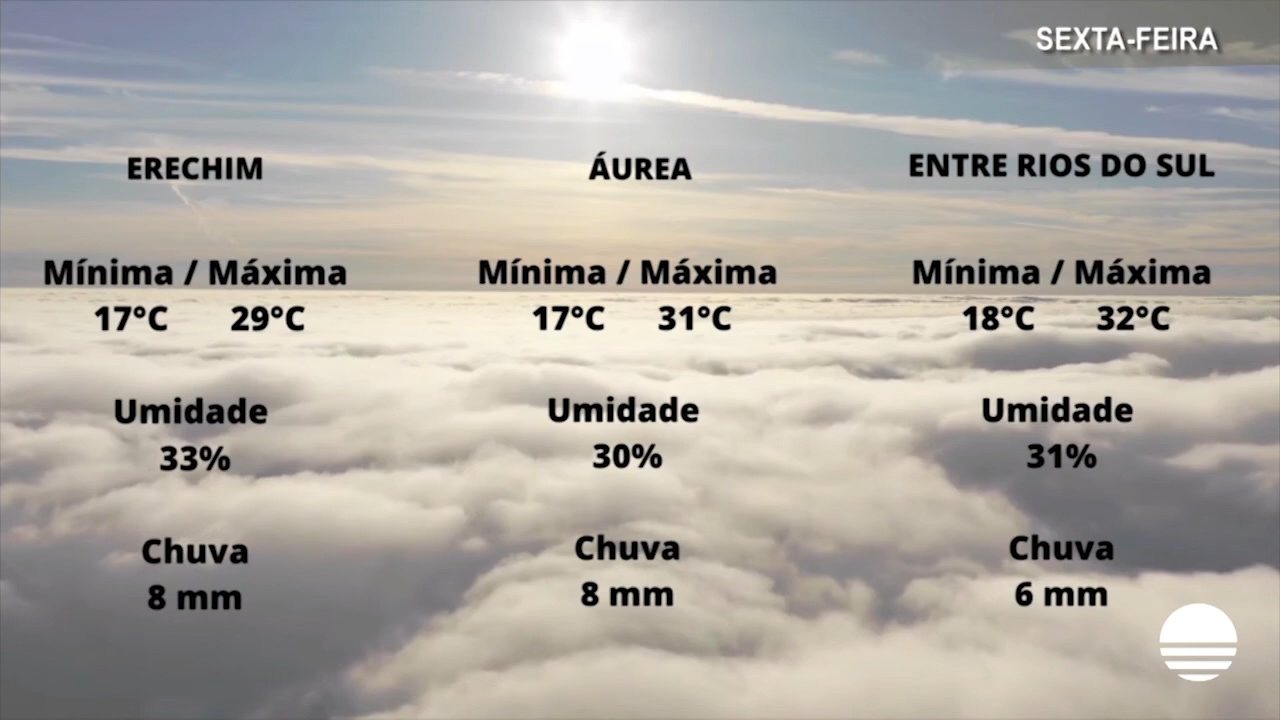 SEXTA-FEIRA
ERECHIM
Mínima / Máxima
17°C 29°C
Umidade
33%
Chuva
8 mm
ÁUREA
Mínima / Máxima
17°C 31°C
Umidade
30%
Chuva
8 mm
ENTRE RIOS DO SUL
Mínima / Máxima
18°C 32°C
Umidade
31%
Chuva
6 mm